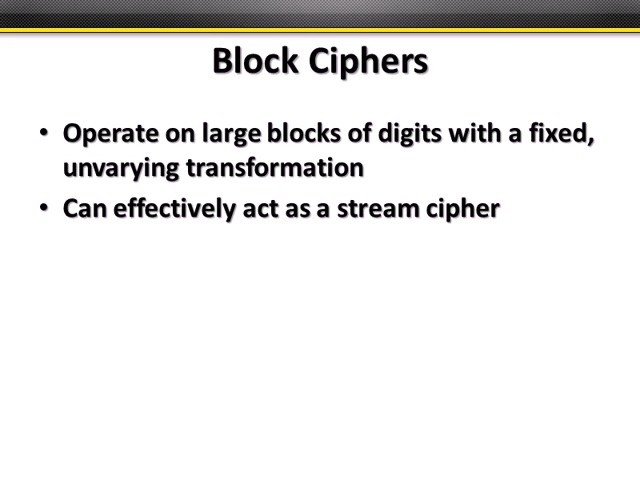 Block Ciphers
• Operate on large blocks of digits with a fixed,
unvarying transformation
• Can effectively act as a stream cipher